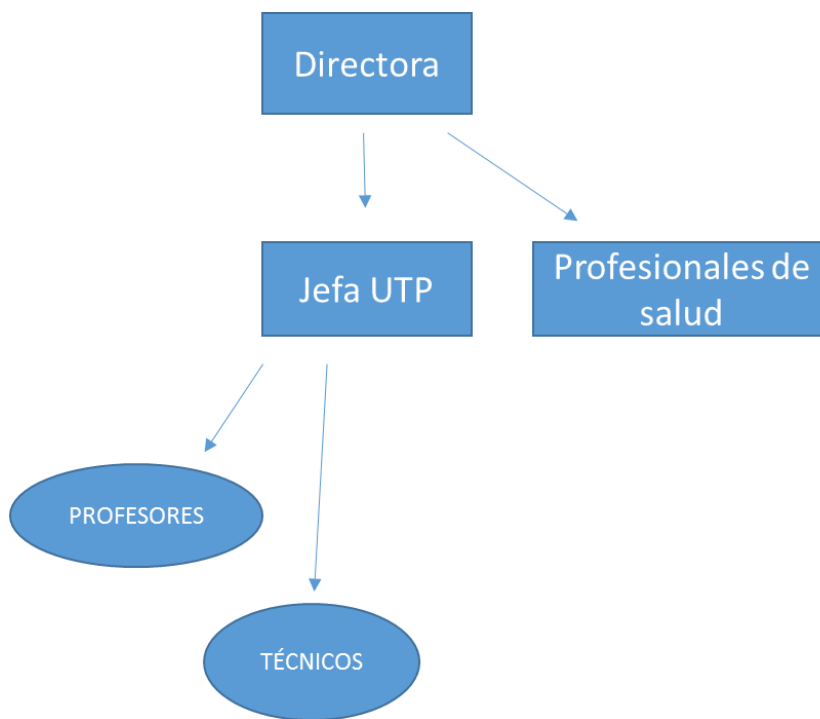 Directora
Jefa UTP
Profesionales de
salud
PROFESORES
TÉCNICOS